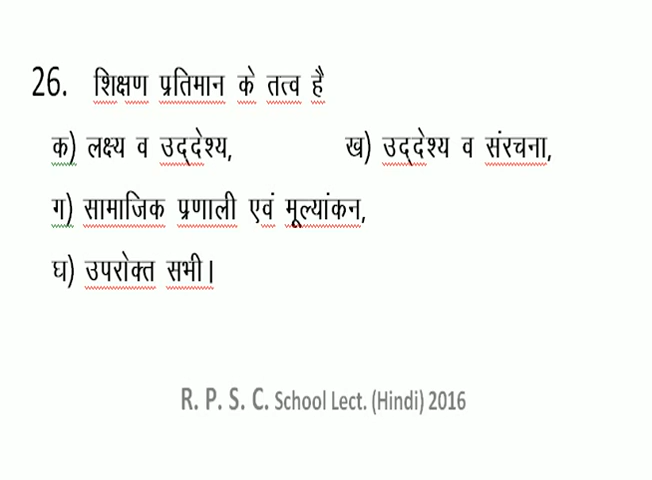 26. शिक्षण प्रतिमान के तत्व है
क) लक्ष्य व उद्देश्य, ख) उद्देश्य व संरचना,
ग) सामाजिक प्रणाली एवं मूल्यांकन,
घ) उपरोक्त सभी।
R. P. S. C. School Lect. (Hindi) 2016